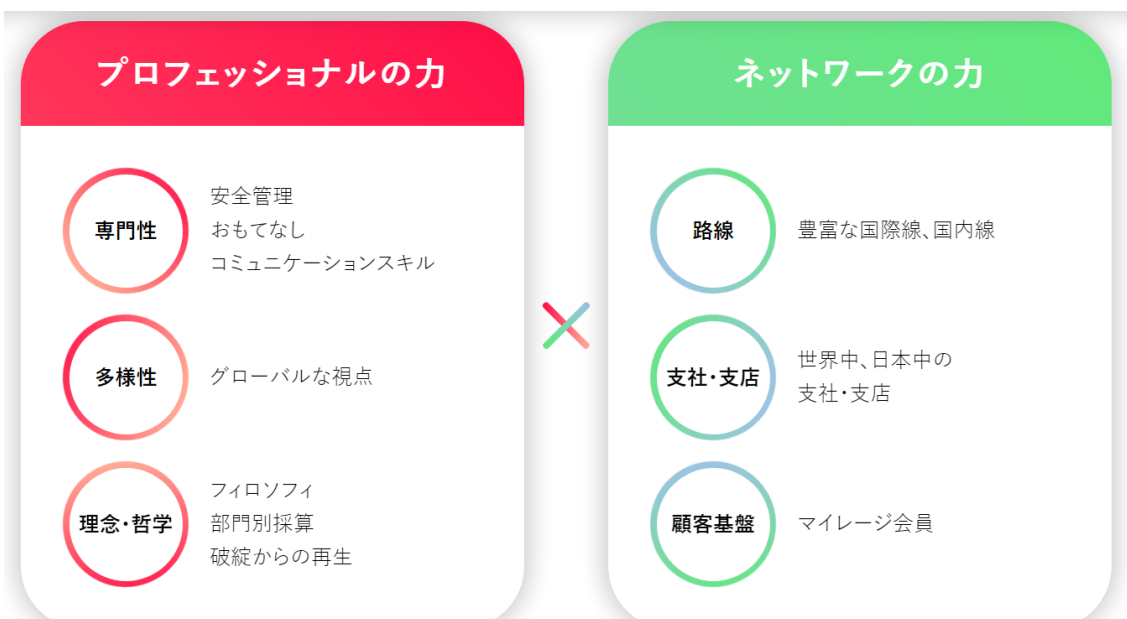 プロフェッショナルの力
専門性
安全管理
おもてなし
コミュニケーションスキル
多様性
グローバルな視点
理念・哲学
フィロソフィ
部門別採算
破綻からの再生
ネットワークの力
路線
豊富な国際線、国内線
支社・支店
世界中、日本中の
支社・支店
顧客基盤
マイレージ会員